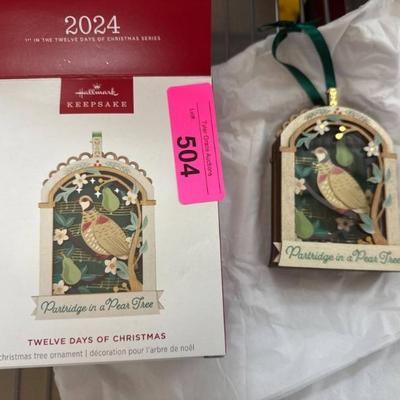 2024
1st IN THE TWELVE DAYS OF CHRISTMAS SERIES
Hallmark
KEEPSAKE
Lot
504
Partridge in a Pear Tree
TWELVE DAYS OF CHRISTMAS
christmas tree ornament | décoration pour l'arbre de noël
Partridge in a Pear Tree